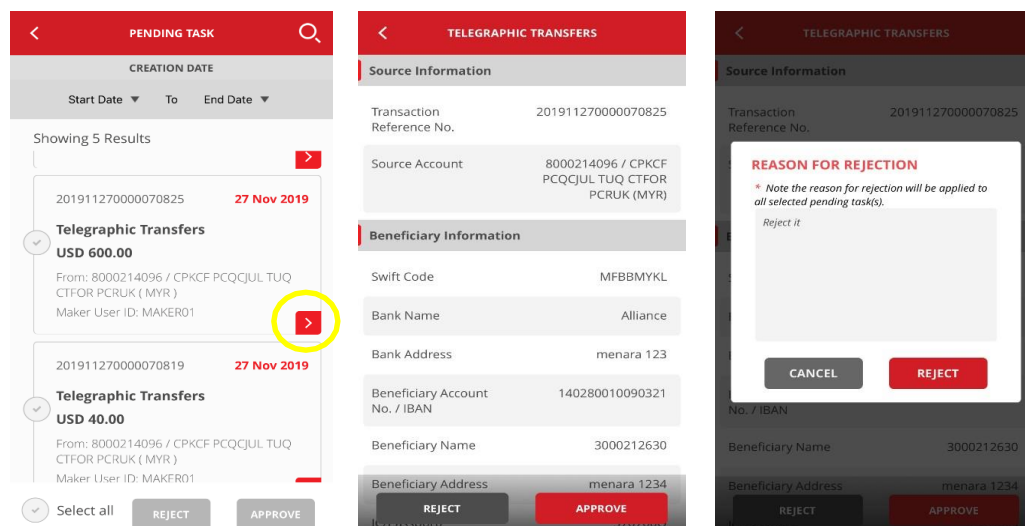 PENDING TASK
CREATION DATE
Start Date To End Date
Showing 5 Results
201911270000070825 27 Nov 2019
Telegraphic Transfers
USD 600.00
From: 8000214096 / CPKCF PCQCJUL TUQ
CTFOR PCRUK ( MYR )
Maker User ID: MAKER01
201911270000070819 27 Nov 2019
Telegraphic Transfers
USD 40.00
From: 8000214096 / CPKCF PCQCJUL TUQ
CTFOR PCRUK ( MYR )
Maker User ID: MAKER01
Select all REJECT APPROVE
TELEGRAPHIC TRANSFERS
Source Information
Transaction 201911270000070825
Reference No.
Source Account 8000214096 / CPKCF
PCQCJUL TUQ CTFOR
PCRUK (MYR)
Beneficiary Information
Swift Code MFBBMYKL
Bank Name Alliance
Bank Address menara 123
Beneficiary Account 140280010090321
No. / IBAN
Beneficiary Name 3000212630
Beneficiary Address menara 1234
REJECT APPROVE
TELEGRAPHIC TRANSFERS
Source Information
Transaction 201911270000070825
Reference No.
REASON FOR REJECTION
* Note the reason for rejection will be applied to
all selected pending task(s).
Reject it
CANCEL REJECT
No. / IBAN
Beneficiary Name 3000212630
Beneficiary Address menara 1234
REJECT APPROVE